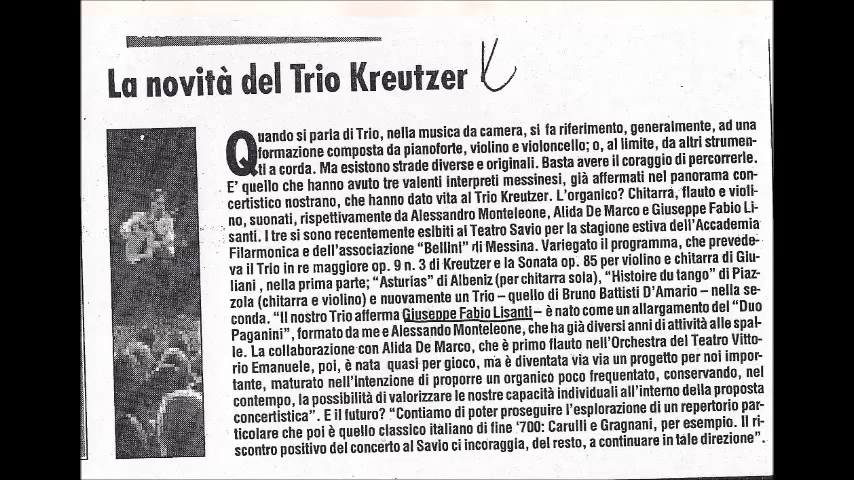 La novità del Trio Kreutzer K
Quando si parla di Trio, nella musica da camera, si fa riferimento, generalmente, ad una
formazione composta da pianoforte, violino e violoncello; o, al limite, da altri strumen-
ti a corda. Ma esistono strade diverse e originali. Basta avere il coraggio di percorrerle.
E' quello che hanno avuto tre valenti interpreti messinesi, già affermati nel panorama con-
certistico nostrano, che hanno dato vita al Trio Kreutzer. L'organico? Chitarra, flauto e violi-
no, suonati, rispettivamente da Alessandro Monteleone, Alida De Marco e Giuseppe Fabio Li-
santi. I tre si sono recentemente esibiti al Teatro Savio per la stagione estiva dell'Accademia
Filarmonica e dell'associazione "Bellini" di Messina. Variegato il programma, che prevede-
va il Trio in re maggiore op. 9 n. 3 di Kreutzer e la Sonata op. 85 per violino e chitarra di Giu-
liani , nella prima parte; "Asturias" di Albeniz (per chitarra sola), "Histoire du tango" di Piaz-
zola (chitarra e violino) e nuovamente un Trio – quello di Bruno Battisti D'Amario – nella se-
conda. "Il nostro Trio afferma Giuseppe Fabio Lisanti – è nato come un allargamento del "Duo
Paganini", formato da me e Alessando Monteleone, che ha già diversi anni di attività alle spal-
le. La collaborazione con Alida De Marco, che è primo flauto nell'Orchestra del Teatro Vitto-
rio Emanuele, poi, è nata quasi per gioco, ma è diventata via via un progetto per noi impor-
tante, maturato nell'intenzione di proporre un organico poco frequentato, conservando, nel
contempo, la possibilità di valorizzare le nostre capacità individuali all'interno della proposta
concertistica". E il futuro? "Contiamo di poter proseguire l'esplorazione di un repertorio par-
ticolare che poi è quello classico italiano di fine '700: Carulli e Gragnani, per esempio. Il ri-
scontro positivo del concerto al Savio ci incoraggia, del resto, a continuare in tale direzione".